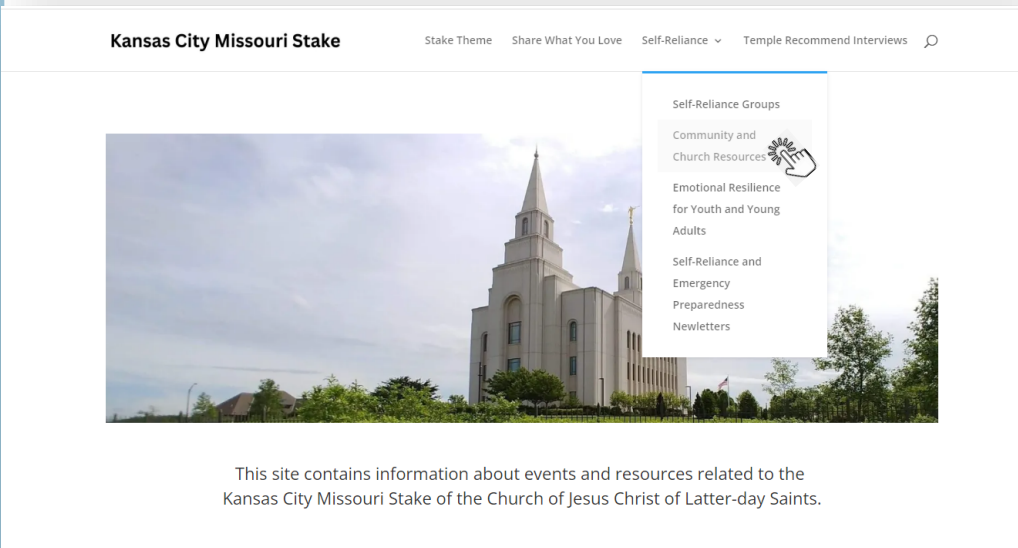 Kansas City Missouri Stake
Stake Theme
Share What You Love
Self-Reliance
Temple Recommend Interviews
Self-Reliance Groups
Community and
Church Resources
Emotional Resilience
for Youth and Young
Adults
Self-Reliance and
Emergency
Preparedness
Newletters
This site contains information about events and resources related to the
Kansas City Missouri Stake of the Church of Jesus Christ of Latter-day Saints.